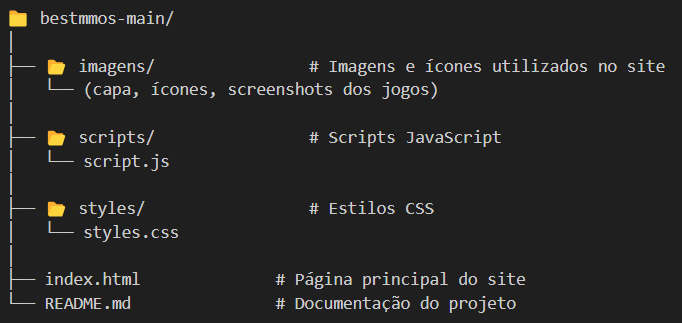 bestmmos-main/
imagens/ # Imagens e ícones utilizados no site
(capa, ícones, screenshots dos jogos)
scripts/ # Scripts JavaScript
script.js
styles/ # Estilos CSS
styles.css
index.html # Página principal do site
README.md # Documentação do projeto